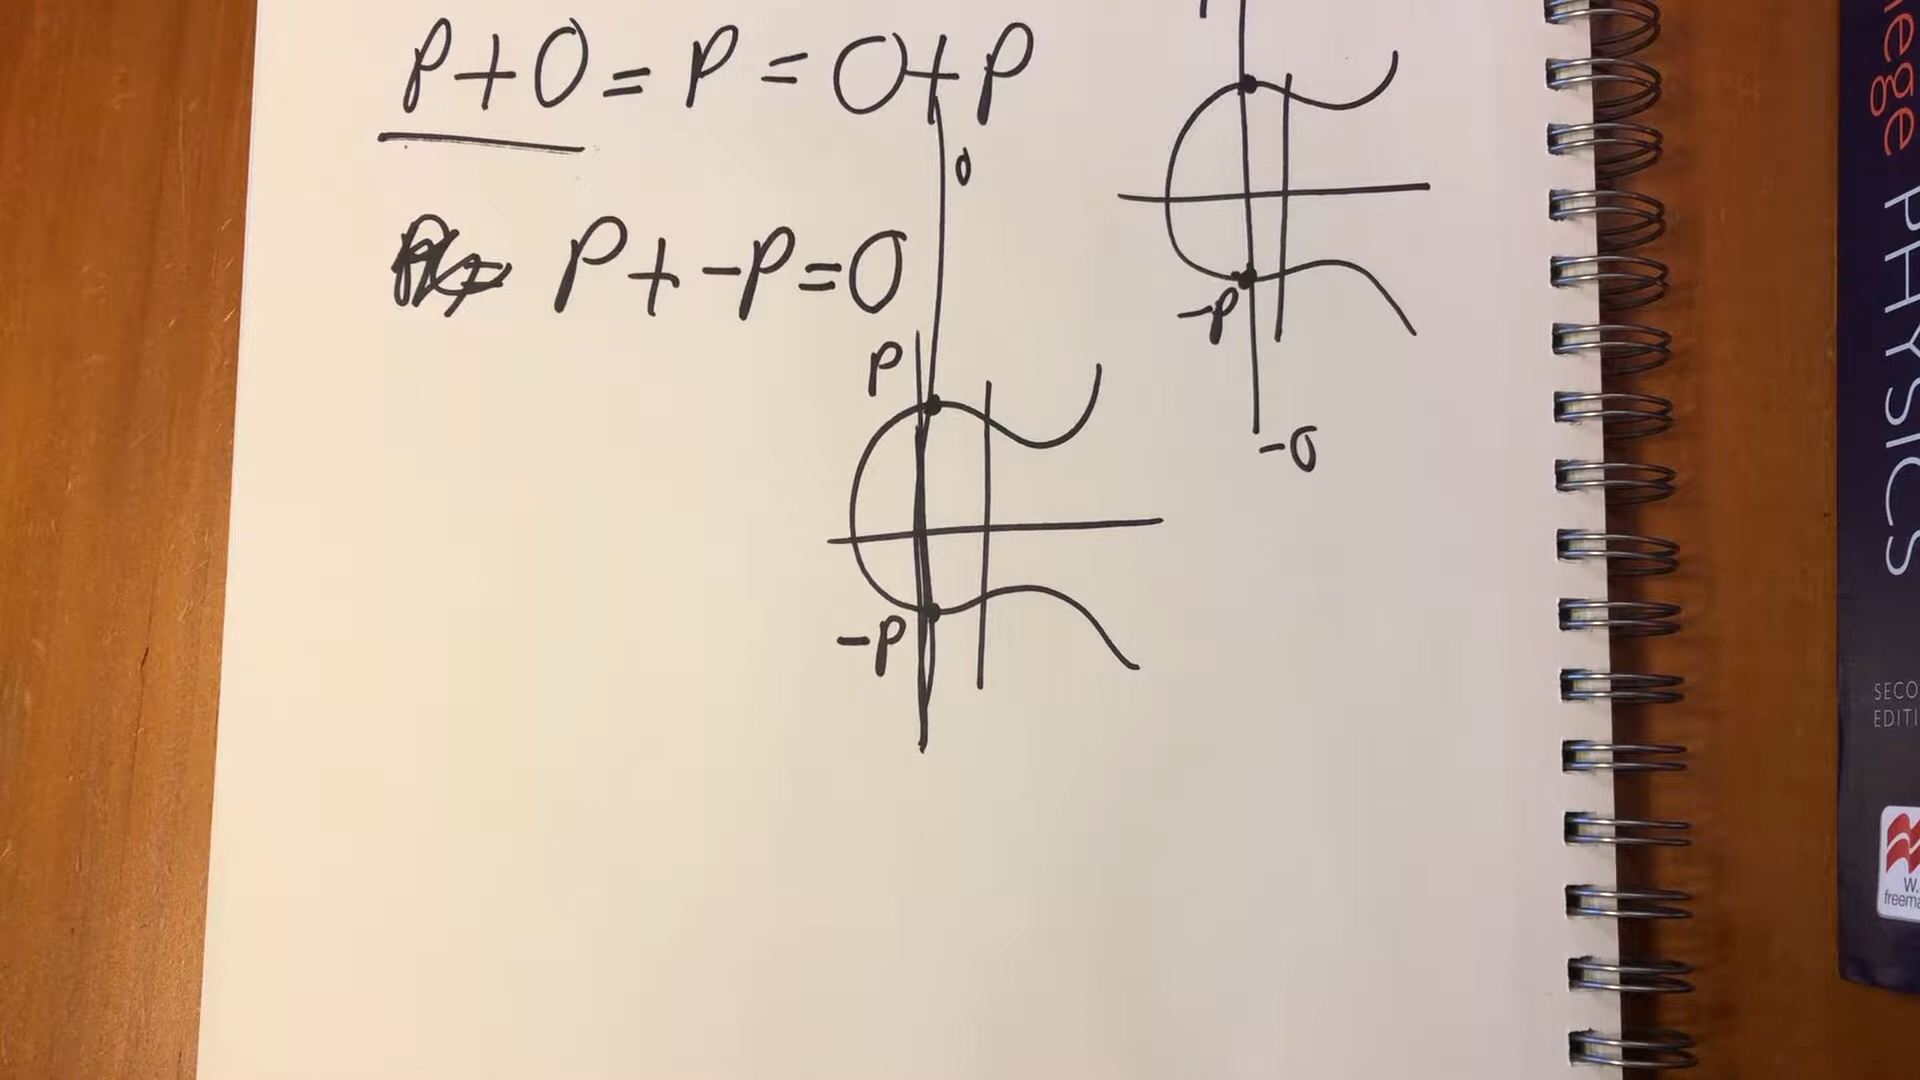 P+O=P=O+P
O
P+-P=O
P
-P
-P
-O
ege PHYSICS
SECO
EDITI
W.
freema